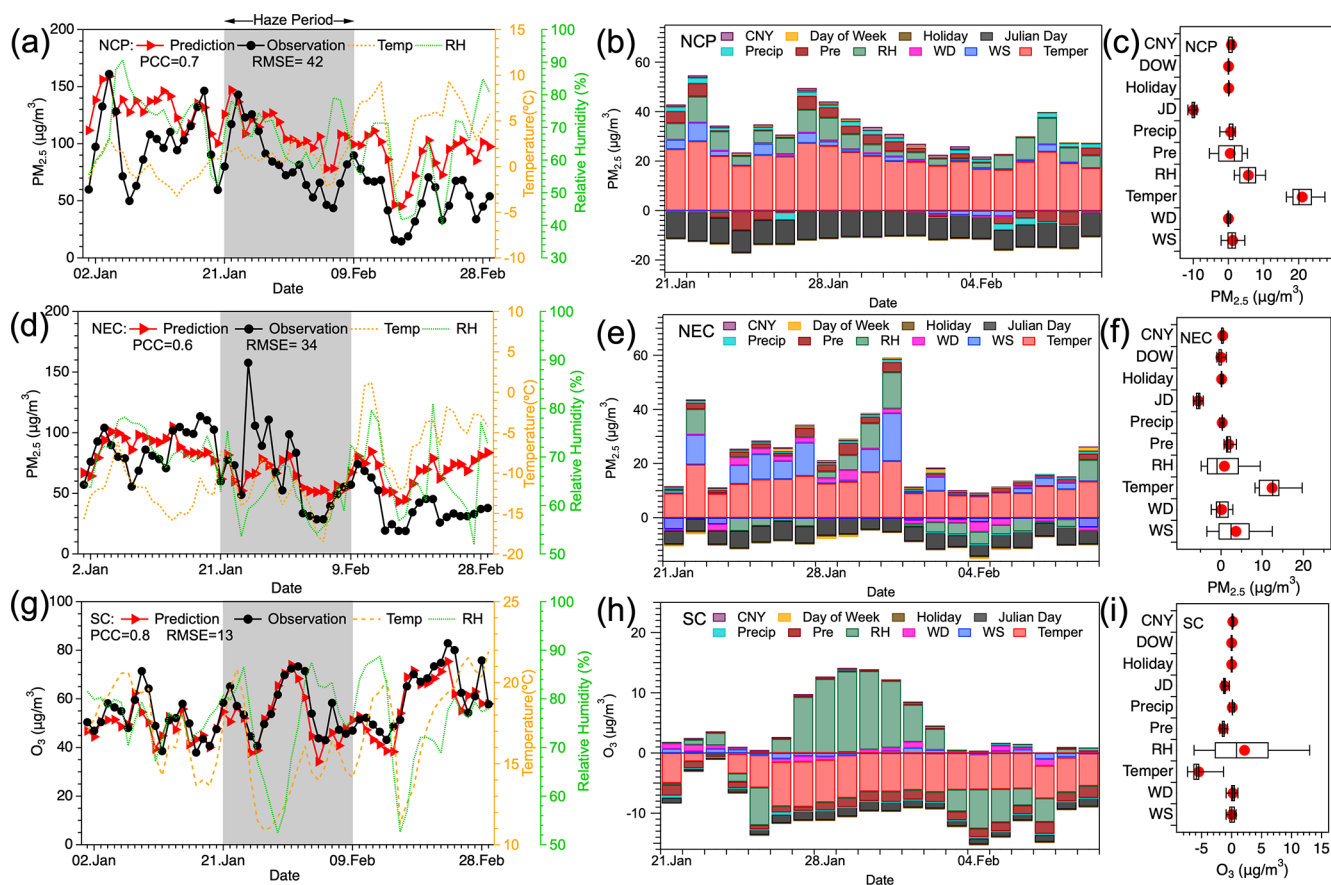 Haze Period
(a)
NCP: Prediction Observation Temp RH
PCC=0.7 RMSE= 42
PM2.5 (µg/m3)
200
150
100
50
0
02.Jan 21.Jan 09.Feb 28.Feb
Date
15
10
5
0
-5
-10
Temperature(ºC)
100
90
80
70
60
50
40
30
Relative Humidity (%)
(b)
NCP
CNY Day of Week Holiday Julian Day
Precip Pre RH WD WS Temper
PM2.5 (µg/m3)
60
40
20
0
-20
21.Jan 28.Jan 04.Feb
Date
(c)
NCP
CNY
DOW
Holiday
JD
Precip
Pre
RH
Temper
WD
WS
-10 0 10 20
PM2.5 (µg/m3)
(d)
NEC: Prediction Observation Temp RH
PCC=0.6 RMSE= 34
PM2.5 (µg/m3)
200
150
100
50
0
2.Jan 21.Jan 9.Feb 28.Feb
Date
10
5
0
-5
-10
-15
-20
Temperature(ºC)
100
90
80
70
60
50
Relative Humidity (%)
(e)
NEC
CNY Day of Week Holiday Julian Day
Precip Pre RH WD WS Temper
PM2.5 (µg/m3)
60
40
20
0
21.Jan 28.Jan 04.Feb
Date
(f)
NEC
CNY
DOW
Holiday
JD
Precip
Pre
RH
Temper
WD
WS
0 10 20
PM2.5 (µg/m3)
(g)
SC: Prediction Observation Temp RH
PCC=0.8 RMSE=13
O3 (µg/m3)
100
80
60
40
20
0
02.Jan 21.Jan 09.Feb 28.Feb
Date
25
20
15
10
Temperature(ºC)
100
90
80
70
60
50
Relative Humidity (%)
(h)
SC
CNY Day of Week Holiday Julian Day
Precip Pre RH WD WS Temper
O3 (µg/m3)
20
10
0
-10
21.Jan 28.Jan 04.Feb
Date
(i)
SC
CNY
DOW
Holiday
JD
Precip
Pre
RH
Temper
WD
WS
-5 0 5 10 15
O3 (µg/m3)